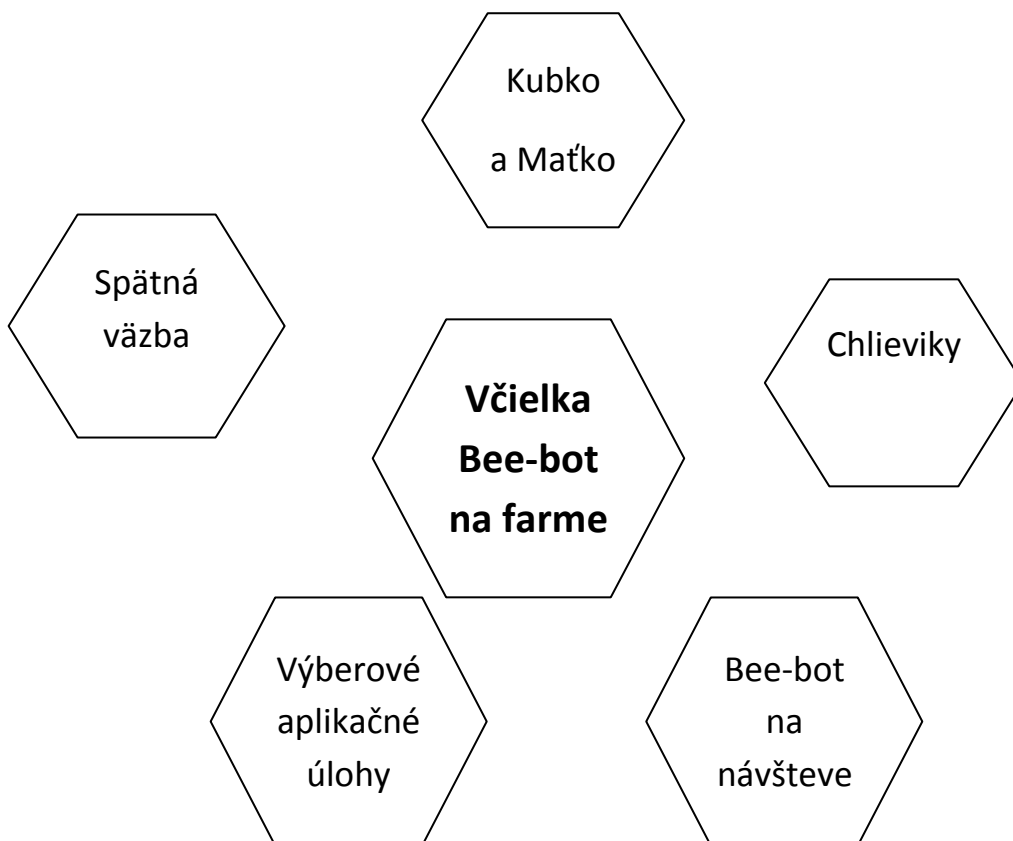 Kubko
a Maťko
Spätná
väzba
Chlieviky
Včielka
Bee-bot
na farme
Výberové
aplikačné
úlohy
Bee-bot
na
návšteve